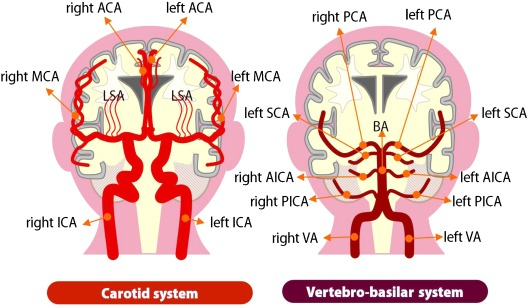 right ACA
left ACA
right MCA
left MCA
LSA
LSA
right ICA
left ICA
Carotid system
right PCA
left PCA
left SCA
left SCA
BA
right AICA
left AICA
right PICA
left PICA
right VA
left VA
Vertebro-basilar system